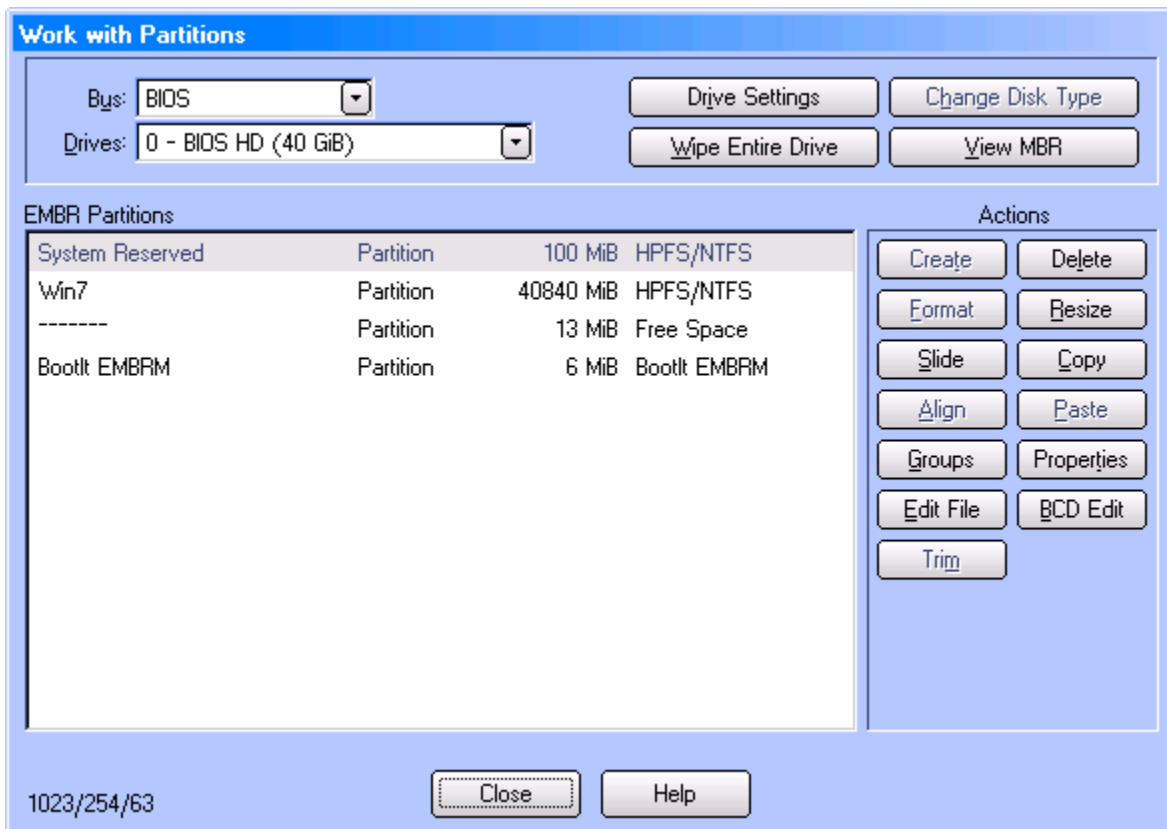 Work with Partitions
Bus: BIOS
Drive Settings
Change Disk Type
Drives: 0 - BIOS HD (40 GiB)
Wipe Entire Drive
View MBR
EMBR Partitions
Actions
System Reserved Partition 100 MiB HPFS/NTFS
Win7 Partition 40840 MiB HPFS/NTFS
------- Partition 13 MiB Free Space
BootIt EMBRM Partition 6 MiB BootIt EMBRM
Create Delete
Format Resize
Slide Copy
Align Paste
Groups Properties
Edit File BCD Edit
Trim
1023/254/63
Close
Help